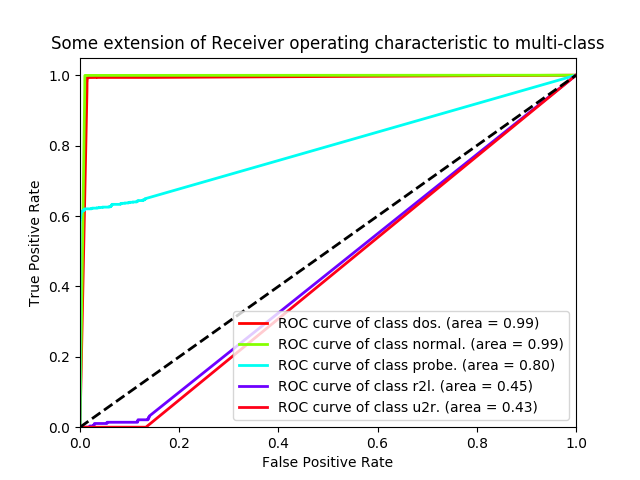 Some extension of Receiver operating characteristic to multi-class
1.0
0.8
0.6
0.4
0.2
0.0
True Positive Rate
ROC curve of class dos. (area = 0.99)
ROC curve of class normal. (area = 0.99)
ROC curve of class probe. (area = 0.80)
ROC curve of class r2l. (area = 0.45)
ROC curve of class u2r. (area = 0.43)
0.0 0.2 0.4 0.6 0.8 1.0
False Positive Rate